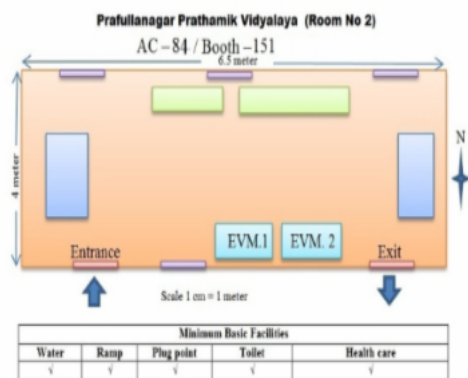 Prafullanagar Prathamik Vidyalaya (Room No 2)
AC – 84 / Booth –151
6.5 meter
4 meter
N
EVM.1 EVM. 2
Entrance Exit
Scale 1 cm = 1 meter
Minimum Basic Facilities
Water Ramp Plug point Toilet Health care
√ √ √ √ √